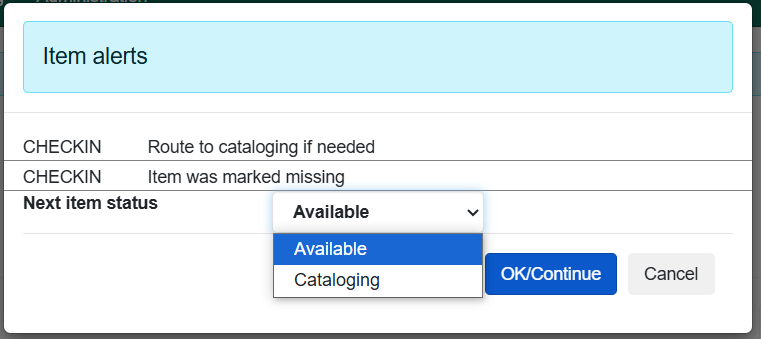 Administration
Item alerts
CHECKIN Route to cataloging if needed
CHECKIN Item was marked missing
Next item status Available
Available
Cataloging
OK/Continue Cancel